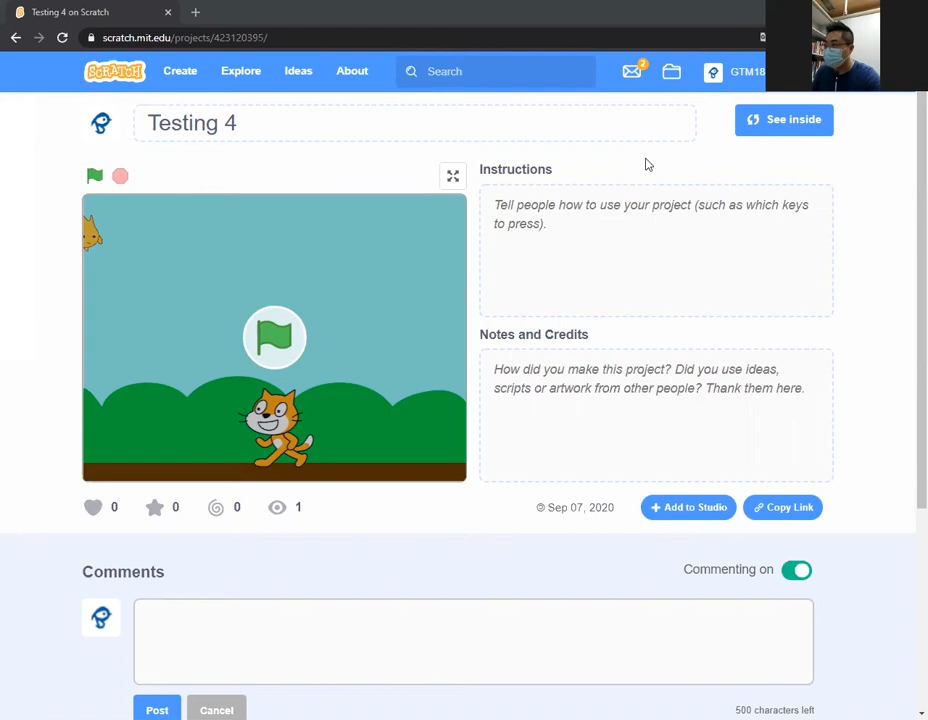 Testing 4 on Scratch
scratch.mit.edu/projects/423120395/
SCRATCH
Create
Explore
Ideas
About
Search
2
GTM18
Testing 4
See inside
Instructions
Tell people how to use your project (such as which keys
to press).
Notes and Credits
How did you make this project? Did you use ideas,
scripts or artwork from other people? Thank them here.
0
0
0
1
© Sep 07, 2020
Add to Studio
Copy Link
Comments
Commenting on
Post
Cancel
500 characters left